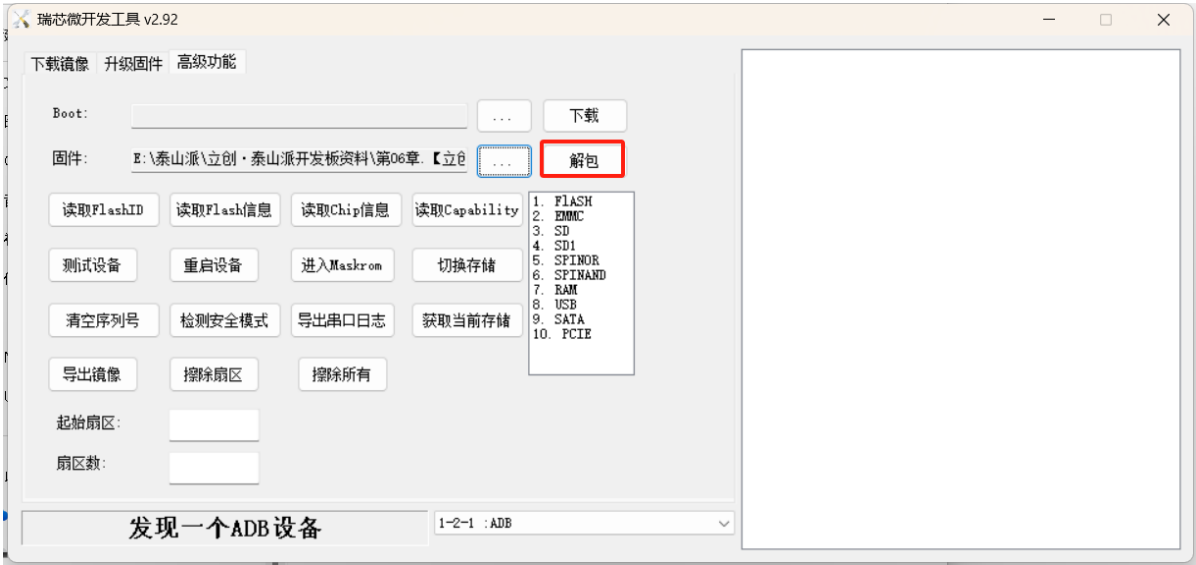 瑞芯微开发工具 v2.92
下载镜像 升级固件 高级功能
Boot: ... 下载
固件: E:\泰山派\立创·泰山派开发板资料\第06章.【立创 ... 解包
读取FlashID 读取Flash信息 读取Chip信息 读取Capability
测试设备 重启设备 进入Maskrom 切换存储
清空序列号 检测安全模式 导出串口日志 获取当前存储
导出镜像 擦除扇区 擦除所有
1. FlASH
2. EMMC
3. SD
4. SD1
5. SPINOR
6. SPINAND
7. RAM
8. USB
9. SATA
10. PCIE
起始扇区:
扇区数:
发现一个ADB设备 1-2-1 :ADB